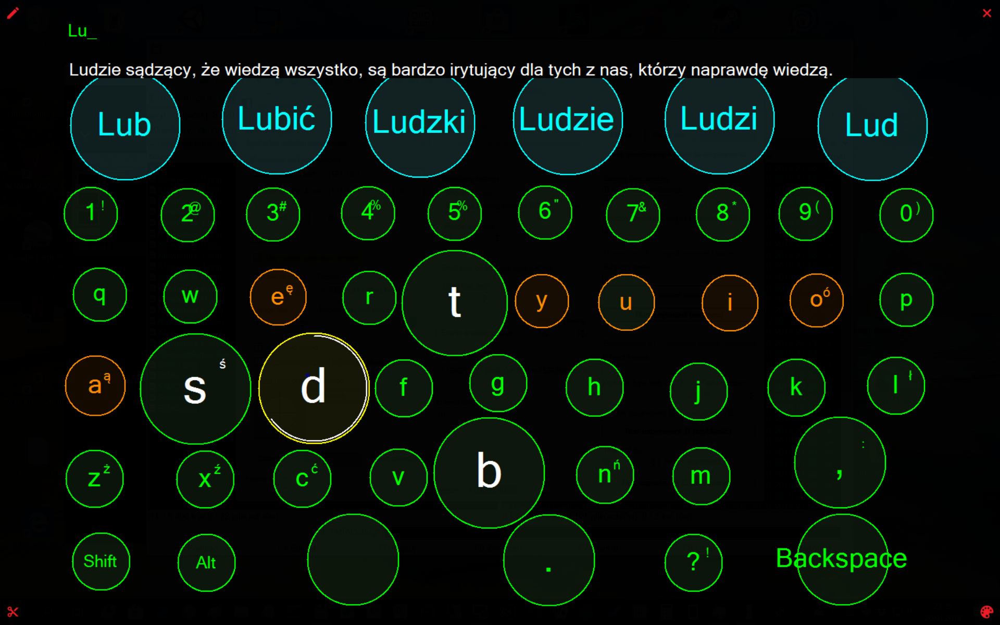 Lu_
Ludzie sądzący, że wiedzą wszystko, są bardzo irytujący dla tych z nas, którzy naprawdę wiedzą.
Lub Lubić Ludzki Ludzie Ludzi Lud
1 ! 2 @ 3 # 4 % 5 % 6 " 7 & 8 * 9 ( 0 )
q w e ę r t y u i o ó p
a ą s ś d f g h j k l ł
z ż x ź c ć v b n ń m , :
Shift Alt . ? ! Backspace